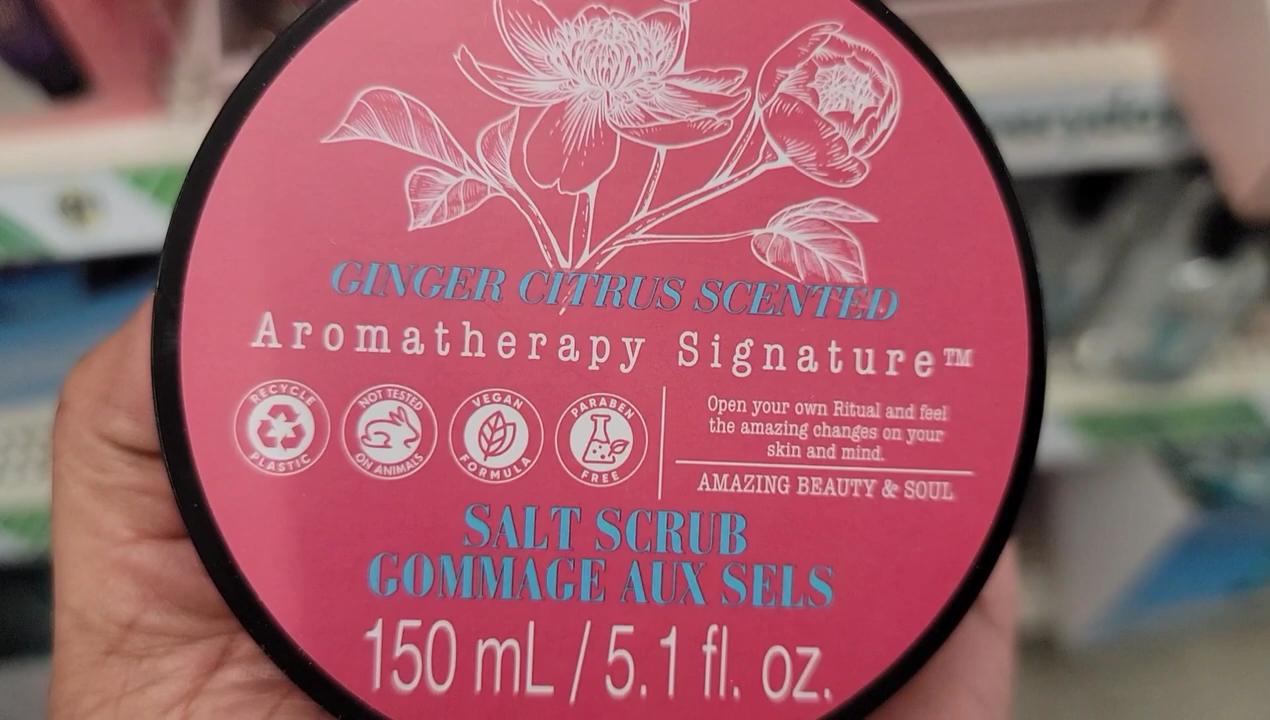 GINGER CITRUS SCENTED
Aromatherapy Signature™
RECYCLE PLASTIC
NOT TESTED ON ANIMALS
VEGAN FORMULA
PARABEN FREE
Open your own Ritual and feel
the amazing changes on your
skin and mind.
AMAZING BEAUTY & SOUL
SALT SCRUB
GOMMAGE AUX SELS
150 mL / 5.1 fl. oz.